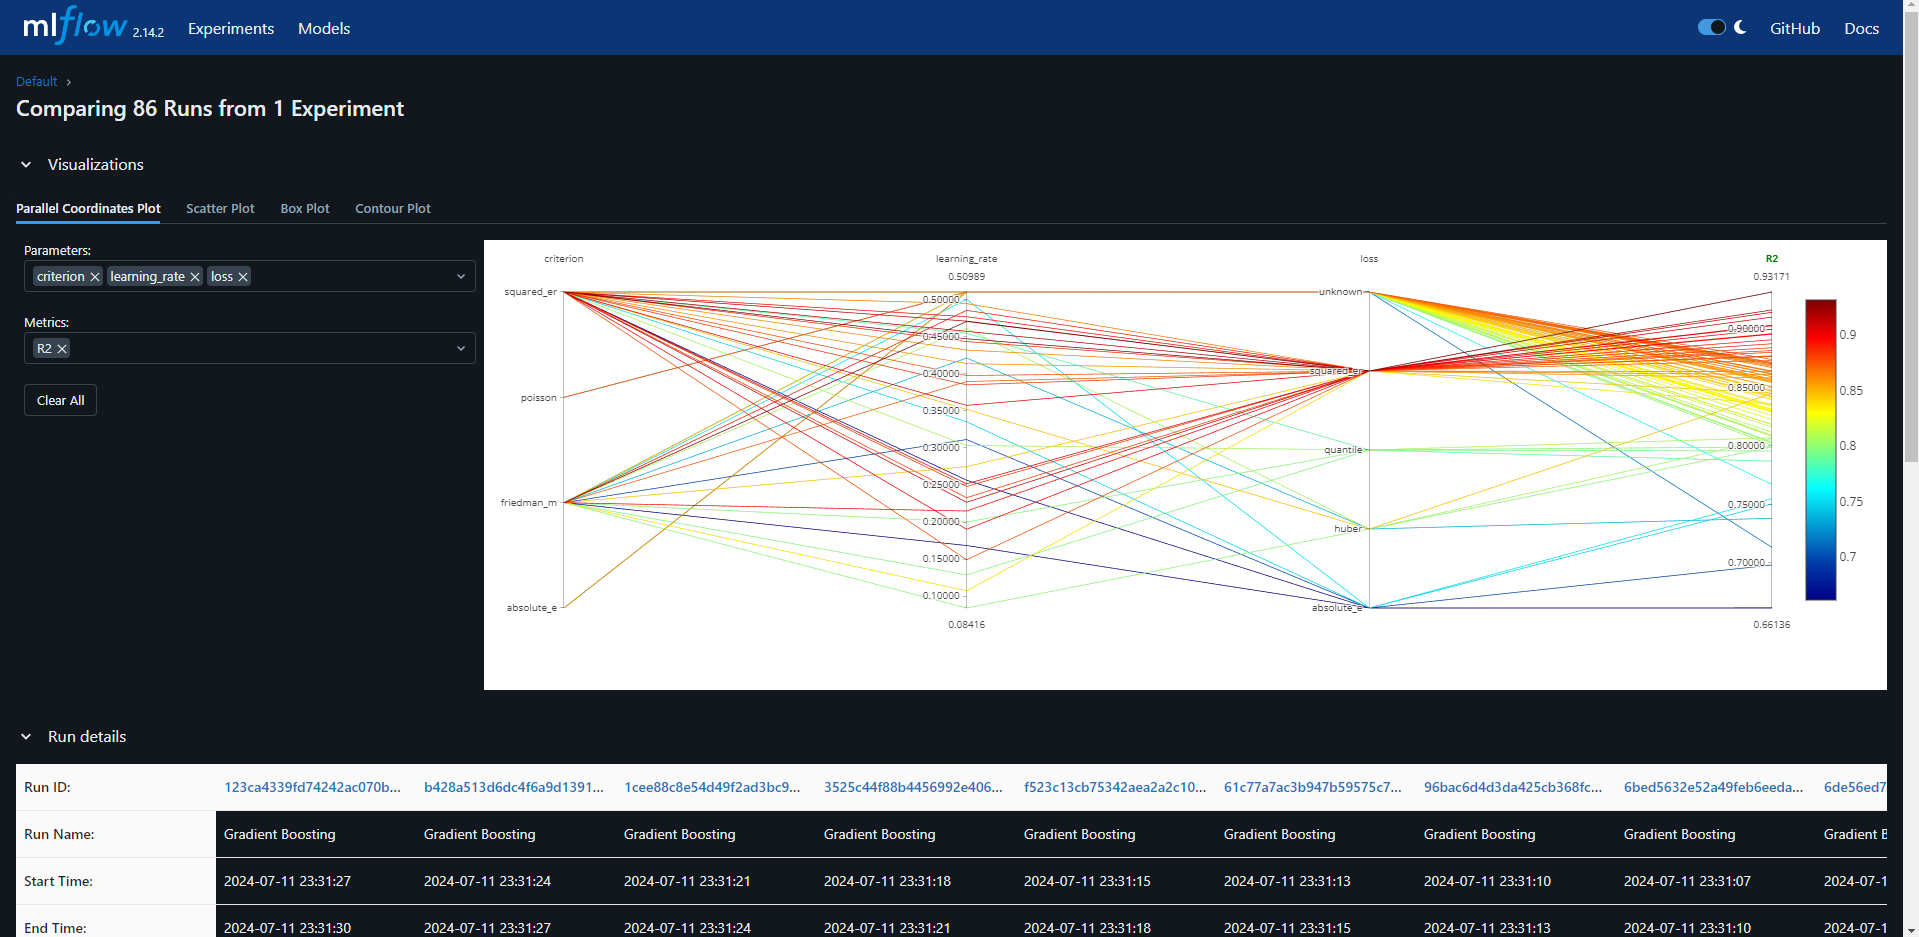 mlflow 2.14.2 Experiments Models GitHub Docs
Default ›
Comparing 86 Runs from 1 Experiment
Visualizations
Parallel Coordinates Plot Scatter Plot Box Plot Contour Plot
Parameters:
criterion learning_rate loss
Metrics:
R2
Clear All
criterion learning_rate loss R2
0.50989 0.93171
squared_er
poisson
friedman_m
absolute_e
0.50000
0.45000
0.40000
0.35000
0.30000
0.25000
0.20000
0.15000
0.10000
0.08416
unknown
squared_er
quantile
huber
absolute_e
0.90000
0.85000
0.80000
0.75000
0.70000
0.66136
0.9
0.85
0.8
0.75
0.7
Run details
Run ID: 123ca4339fd74242ac070b... b428a513d6dc4f6a9d1391... 1cee88c8e54d49f2ad3bc9... 3525c44f88b4456992e406... f523c13cb75342aea2a2c10... 61c77a7ac3b947b59575c7... 96bac6d4d3da425cb368fc... 6bed5632e52a49feb6eeda... 6de56ed7
Run Name: Gradient Boosting Gradient Boosting Gradient Boosting Gradient Boosting Gradient Boosting Gradient Boosting Gradient Boosting Gradient Boosting Gradient B
Start Time: 2024-07-11 23:31:27 2024-07-11 23:31:24 2024-07-11 23:31:21 2024-07-11 23:31:18 2024-07-11 23:31:15 2024-07-11 23:31:13 2024-07-11 23:31:10 2024-07-11 23:31:07 2024-07-1
End Time: 2024-07-11 23:31:30 2024-07-11 23:31:27 2024-07-11 23:31:24 2024-07-11 23:31:21 2024-07-11 23:31:18 2024-07-11 23:31:15 2024-07-11 23:31:13 2024-07-11 23:31:10 2024-07-1